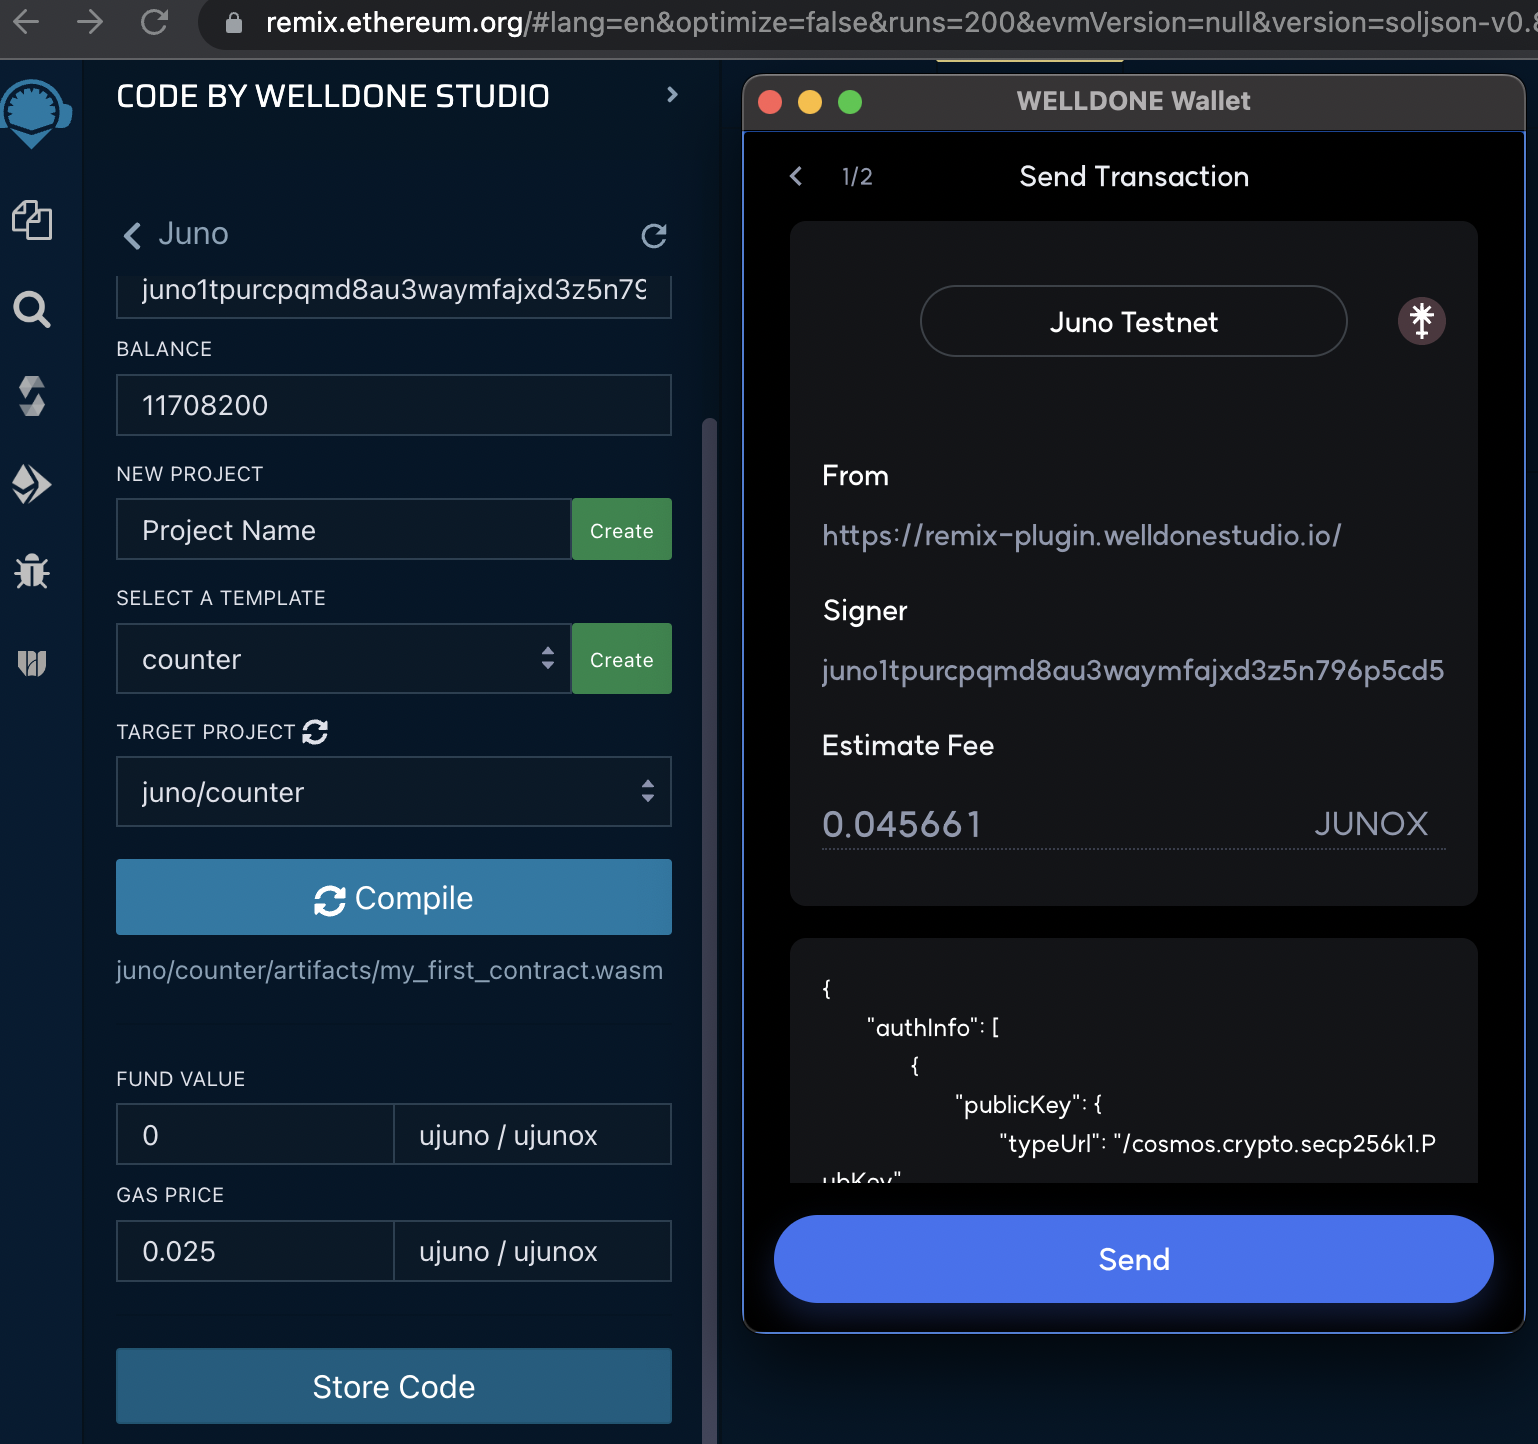 remix.ethereum.org/#lang=en&optimize=false&runs=200&evmVersion=null&version=soljson-v0.8
CODE BY WELLDONE STUDIO
Juno
juno1tpurcpqmd8au3waymfajxd3z5n79
BALANCE
11708200
NEW PROJECT
Project Name
Create
SELECT A TEMPLATE
counter
Create
TARGET PROJECT
juno/counter
Compile
juno/counter/artifacts/my_first_contract.wasm
FUND VALUE
0
ujuno / ujunox
GAS PRICE
0.025
ujuno / ujunox
Store Code
WELLDONE Wallet
1/2
Send Transaction
Juno Testnet
From
https://remix-plugin.welldonestudio.io/
Signer
juno1tpurcpqmd8au3waymfajxd3z5n796p5cd5
Estimate Fee
0.045661
JUNOX
{
"authInfo": [
{
"publicKey": {
"typeUrl": "/cosmos.crypto.secp256k1.P
ubKey"
Send